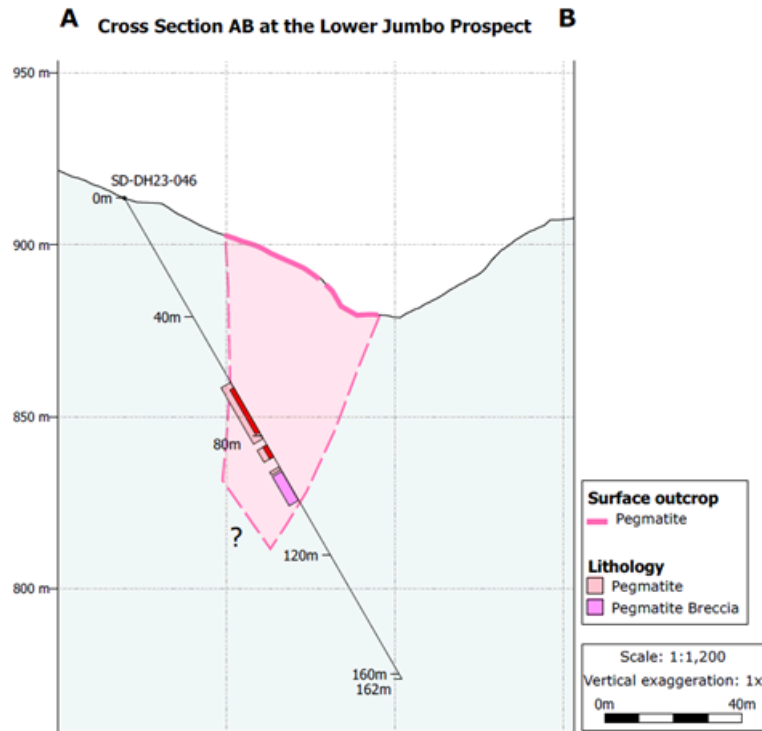 A Cross Section AB at the Lower Jumbo Prospect B
950 m
SD-DH23-046
0m
900 m
40m
850 m
80m
?
120m
800 m
160m
162m
Surface outcrop
Pegmatite
Lithology
Pegmatite
Pegmatite Breccia
Scale: 1:1,200
Vertical exaggeration: 1x
0m 40m